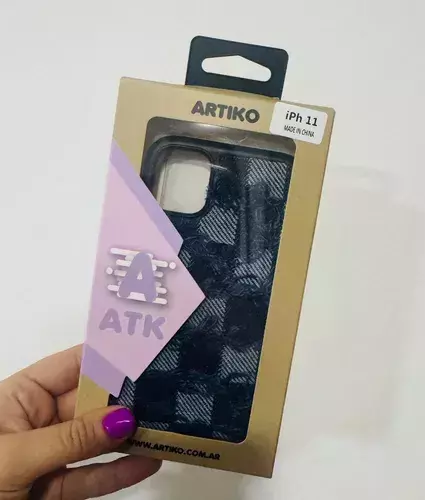 ARTIKO
iPh 11
MADE IN CHINA
A
ATK
WWW.ARTIKO.COM.AR